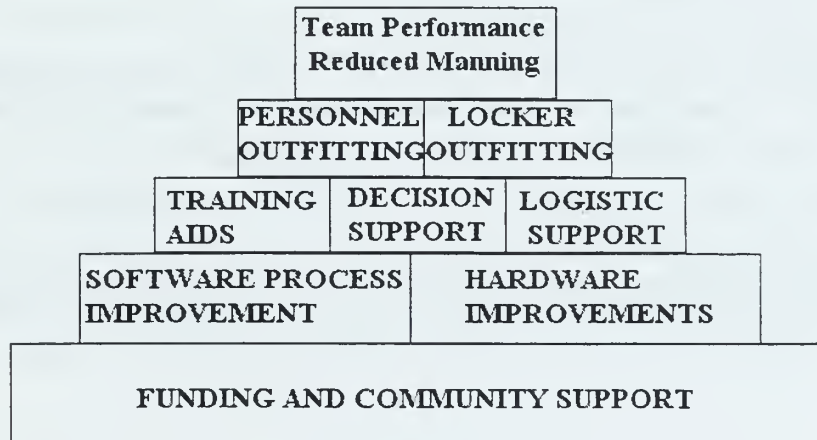 Team Performance
Reduced Manning
PERSONNEL
OUTFITTING
LOCKER
OUTFITTING
TRAINING
AIDS
DECISION
SUPPORT
LOGISTIC
SUPPORT
SOFTWARE PROCESS
IMPROVEMENT
HARDWARE
IMPROVEMENTS
FUNDING AND COMMUNITY SUPPORT